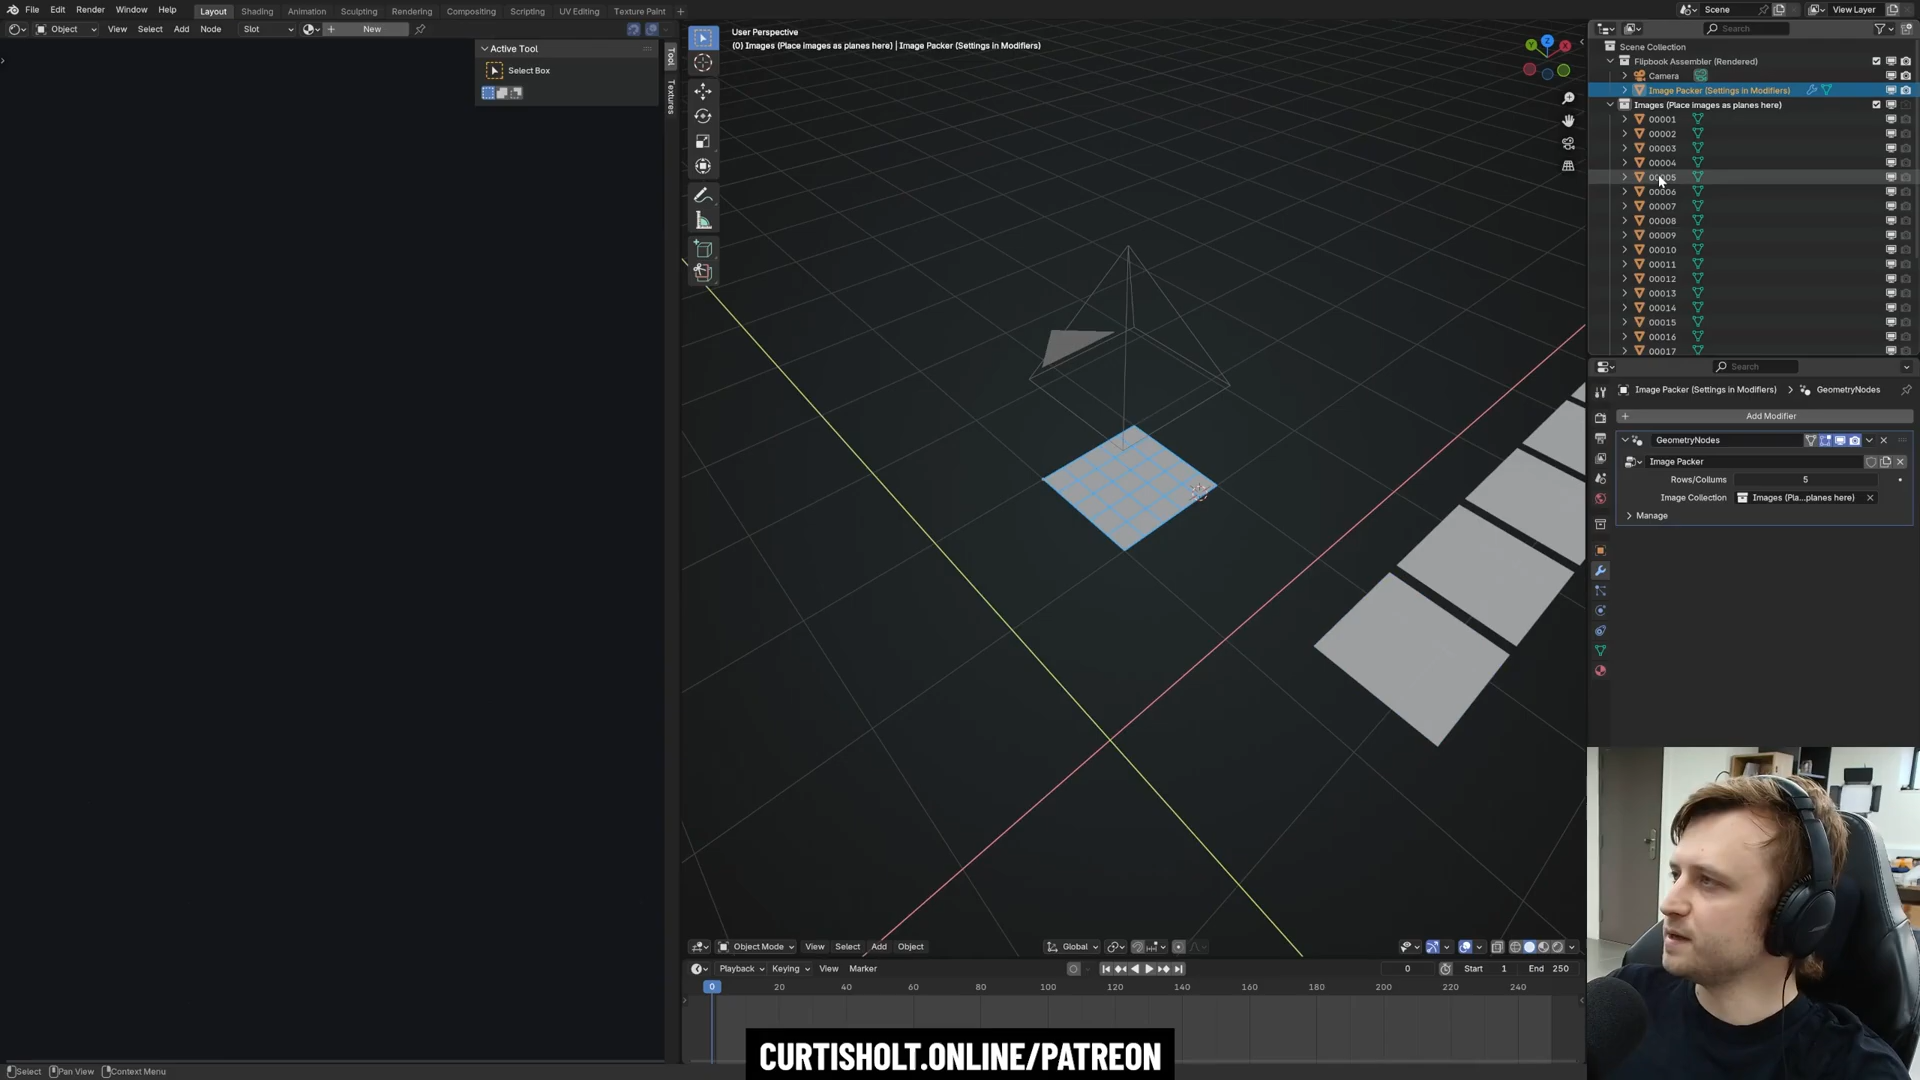 File Edit Render Window Help Layout Shading Animation Sculpting Rendering Compositing Scripting UV Editing Texture Paint Scene View Layer
Object View Select Add Node Slot New
Active Tool
Select Box
Tool
Textures
User Perspective
(0) Images (Place images as planes here) | Image Packer (Settings in Modifiers)
X
Y
Z
Search
Scene Collection
Flipbook Assembler (Rendered)
Camera
Image Packer (Settings in Modifiers)
Images (Place images as planes here)
00001
00002
00003
00004
00005
00006
00007
00008
00009
00010
00011
00012
00013
00014
00015
00016
00017
Search
Image Packer (Settings in Modifiers) GeometryNodes
Add Modifier
GeometryNodes
Image Packer
Rows/Collums 5
Image Collection Images (Pla...planes here)
Manage
Object Mode View Select Add Object Global
Playback Keying View Marker 0 Start 1 End 250
0 20 40 60 80 100 120 140 160 180 200 220 240
CURTISHOLT.ONLINE/PATREON
Select Pan View Context Menu